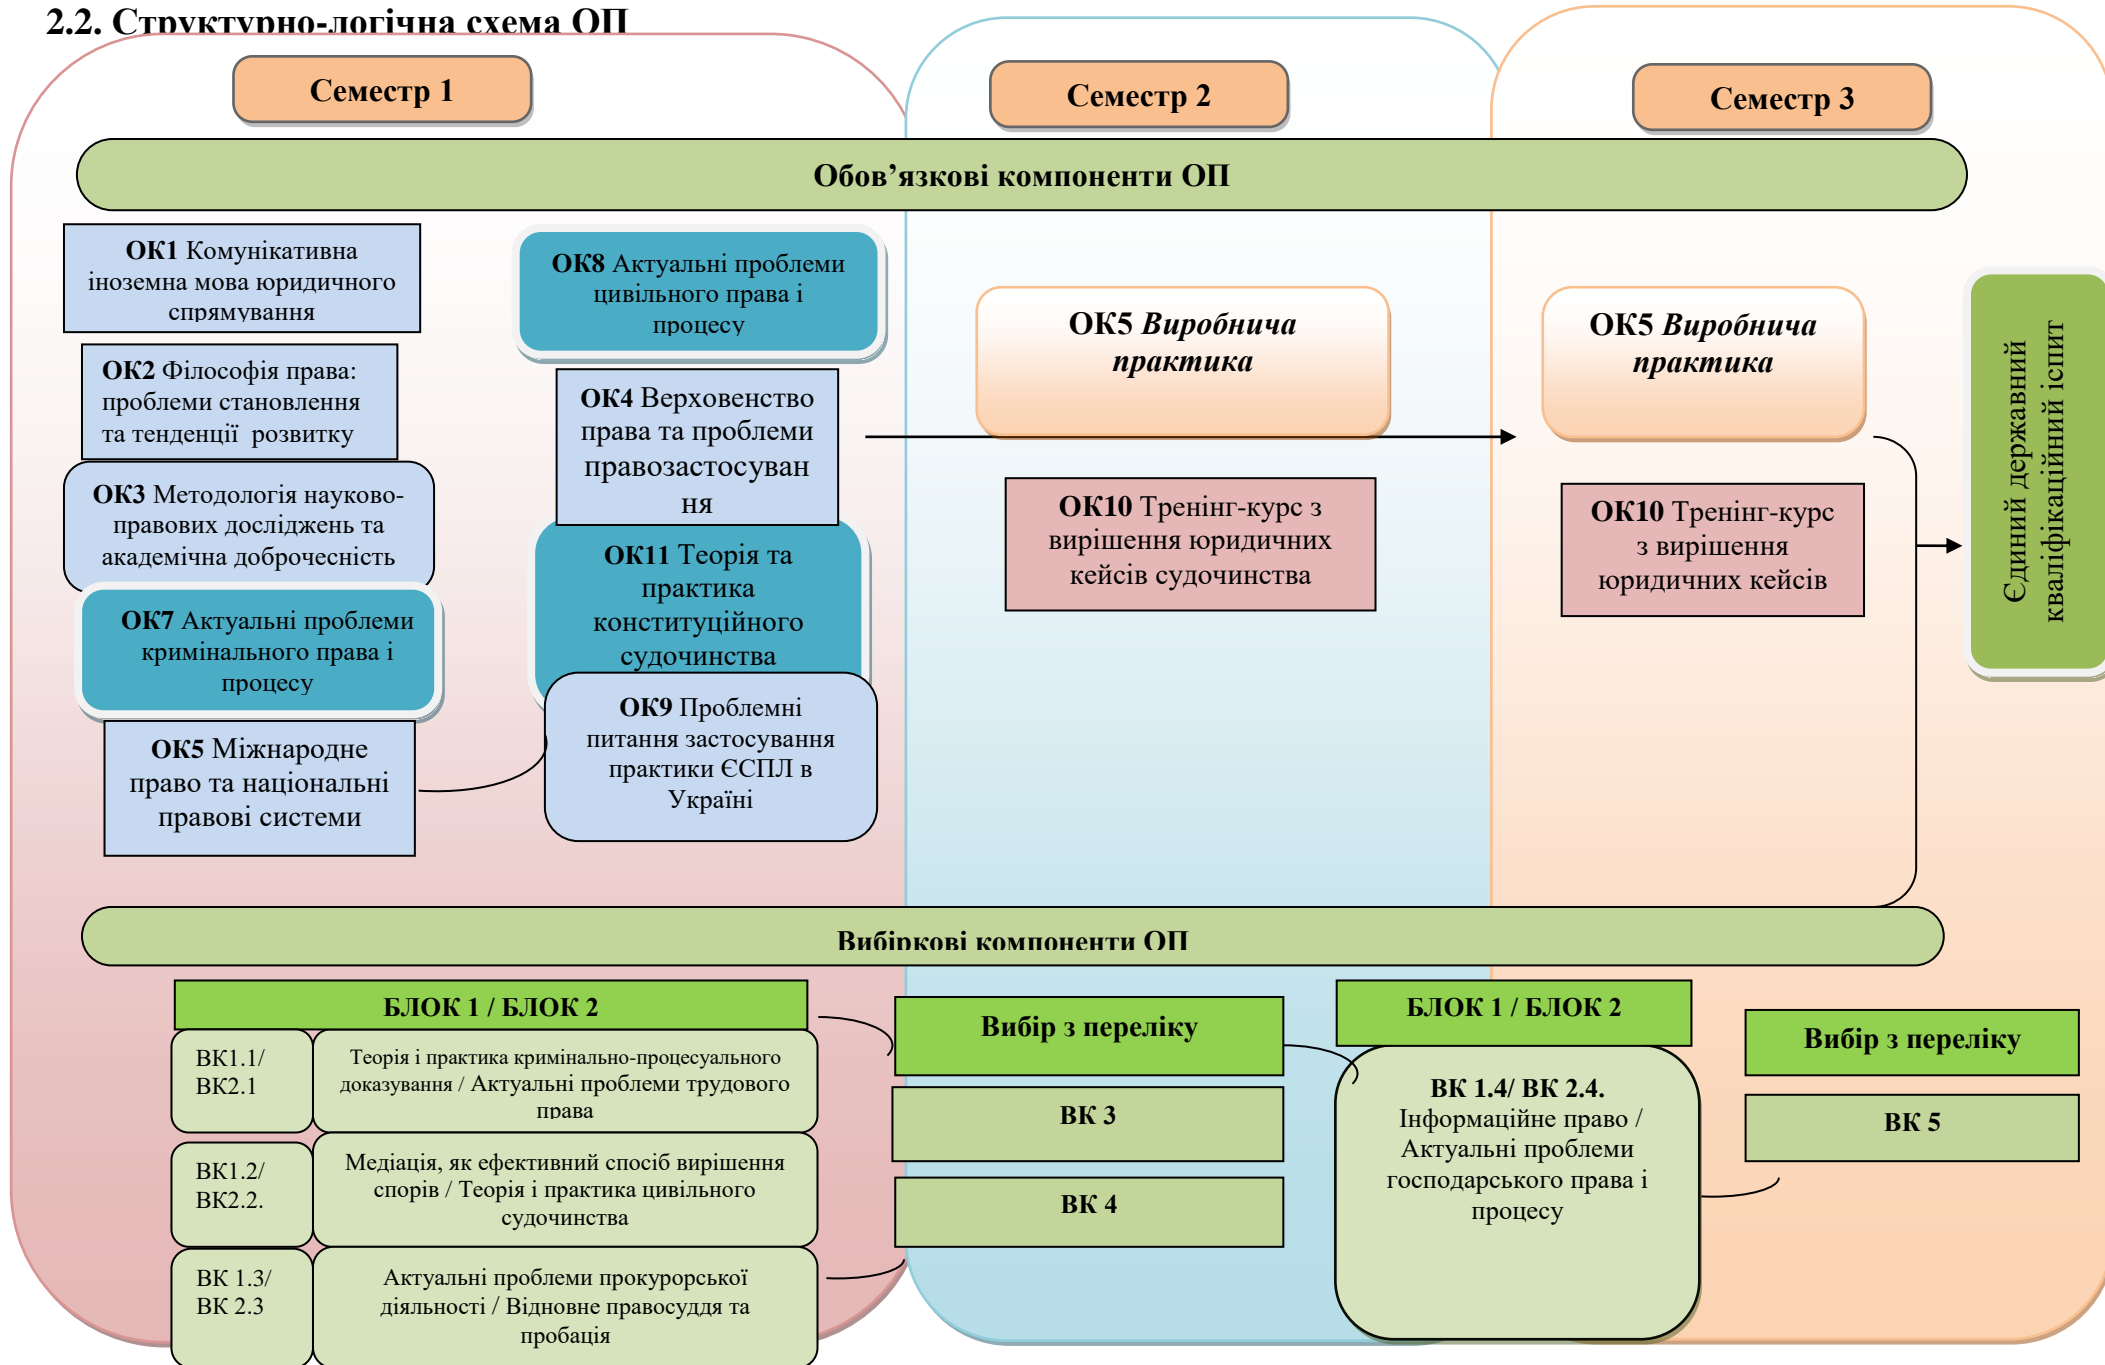 2.2. Структурно-логічна схема ОП
Семестр 1
Семестр 2
Семестр 3
Обов’язкові компоненти ОП
ОК1 Комунікативна
іноземна мова юридичного
спрямування
ОК2 Філософія права:
проблеми становлення
та тенденції розвитку
ОК3 Методологія науково-
правових досліджень та
академічна доброчесність
ОК7 Актуальні проблеми
кримінального права і
процесу
ОК5 Міжнародне
право та національні
правові системи
ОК8 Актуальні проблеми
цивільного права і
процесу
ОК4 Верховенство
права та проблеми
правозастосуван
ня
ОК11 Теорія та
практика
конституційного
судочинства
ОК9 Проблемні
питання застосування
практики ЄСПЛ в
Україні
ОК5 Виробнича
практика
ОК10 Тренінг-курс з
вирішення юридичних
кейсів судочинства
ОК5 Виробнича
практика
ОК10 Тренінг-курс
з вирішення
юридичних кейсів
Єдиний державний
кваліфікаційний іспит
Вибіркові компоненти ОП
БЛОК 1 / БЛОК 2
ВК1.1/
ВК2.1
Теорія і практика кримінально-процесуального
доказування / Актуальні проблеми трудового
права
ВК1.2/
ВК2.2.
Медіація, як ефективний спосіб вирішення
спорів / Теорія і практика цивільного
судочинства
ВК 1.3/
ВК 2.3
Актуальні проблеми прокурорської
діяльності / Відновне правосуддя та
пробація
Вибір з переліку
ВК 3
ВК 4
БЛОК 1 / БЛОК 2
ВК 1.4/ ВК 2.4.
Інформаційне право /
Актуальні проблеми
господарського права і
процесу
Вибір з переліку
ВК 5